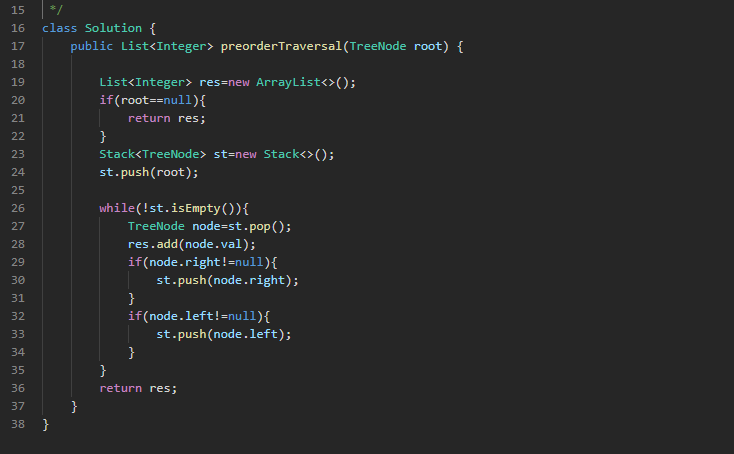 15 */
16 class Solution {
17 public List<Integer> preorderTraversal(TreeNode root) {
18
19 List<Integer> res=new ArrayList<>();
20 if(root==null){
21 return res;
22 }
23 Stack<TreeNode> st=new Stack<>();
24 st.push(root);
25
26 while(!st.isEmpty()){
27 TreeNode node=st.pop();
28 res.add(node.val);
29 if(node.right!=null){
30 st.push(node.right);
31 }
32 if(node.left!=null){
33 st.push(node.left);
34 }
35 }
36 return res;
37 }
38 }